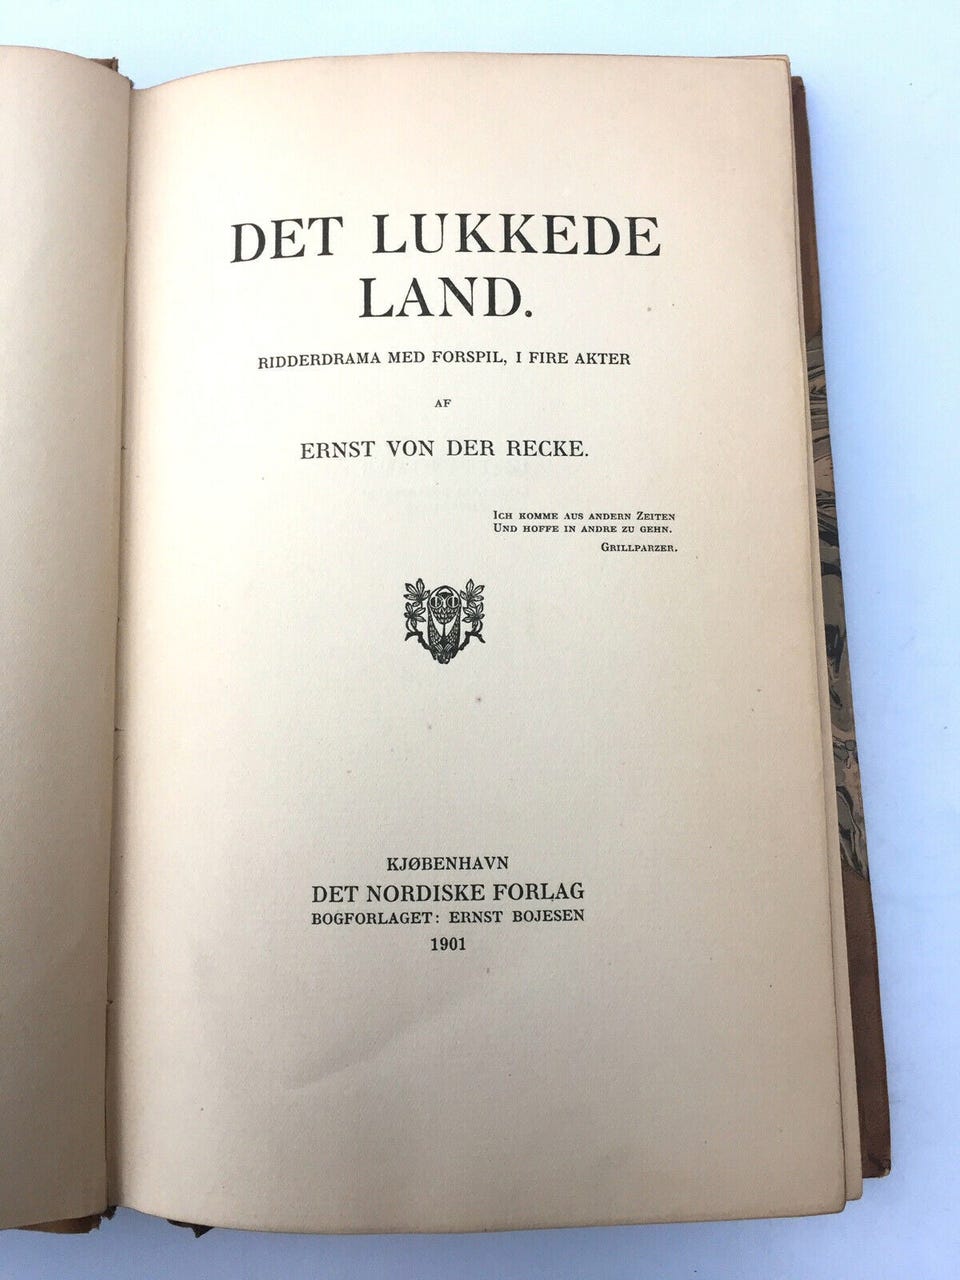 DET LUKKEDE
LAND.
RIDDERDRAMA MED FORSPIL, I FIRE AKTER
AF
ERNST VON DER RECKE.
ICH KOMME AUS ANDERN ZEITEN
UND HOFFE IN ANDRE ZU GEHN.
GRILLPARZER.
KJØBENHAVN
DET NORDISKE FORLAG
BOGFORLAGET: ERNST BOJESEN
1901